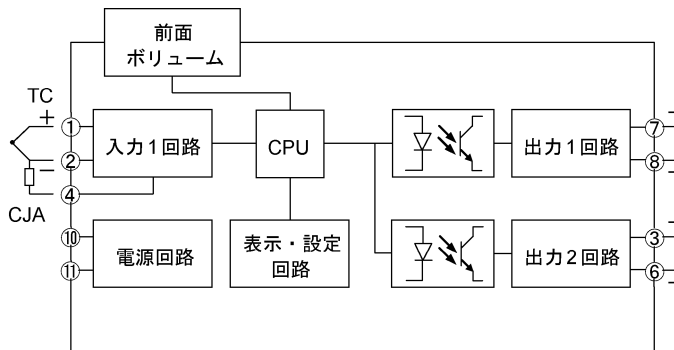 前面
ボリューム
TC
+
①
入力1回路
②
−
④
CJA
CPU
出力1回路
⑦
⑧
⑩
電源回路
⑪
表示・設定
回路
出力2回路
③
⑥